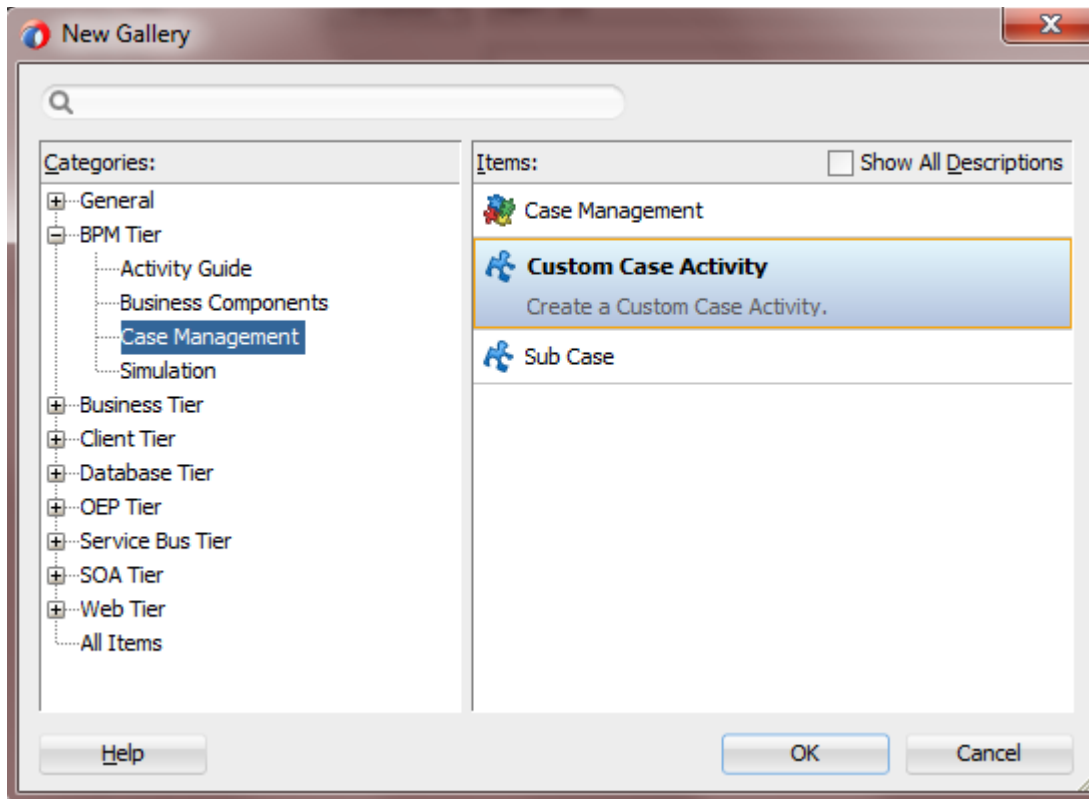 New Gallery
Categories:
General
BPM Tier
Activity Guide
Business Components
Case Management
Simulation
Business Tier
Client Tier
Database Tier
OEP Tier
Service Bus Tier
SOA Tier
Web Tier
All Items
Items:
Show All Descriptions
Case Management
Custom Case Activity
Create a Custom Case Activity.
Sub Case
Help
OK
Cancel